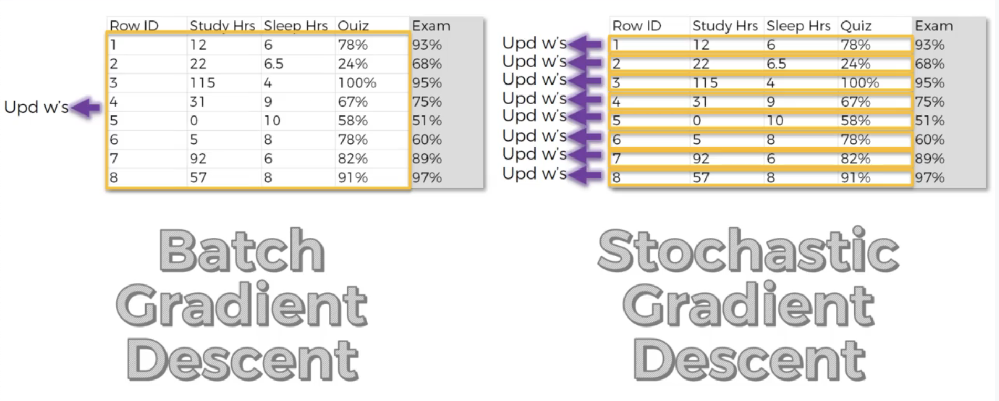 Row ID Study Hrs Sleep Hrs Quiz Exam
1 12 6 78% 93%
2 22 6.5 24% 68%
3 115 4 100% 95%
4 31 9 67% 75%
Upd w's
5 0 10 58% 51%
6 5 8 78% 60%
7 92 6 82% 89%
8 57 8 91% 97%
Batch
Gradient
Descent
Row ID Study Hrs Sleep Hrs Quiz Exam
Upd w's 1 12 6 78% 93%
Upd w's 2 22 6.5 24% 68%
Upd w's 3 115 4 100% 95%
Upd w's 4 31 9 67% 75%
Upd w's 5 0 10 58% 51%
Upd w's 6 5 8 78% 60%
Upd w's 7 92 6 82% 89%
Upd w's 8 57 8 91% 97%
Stochastic
Gradient
Descent